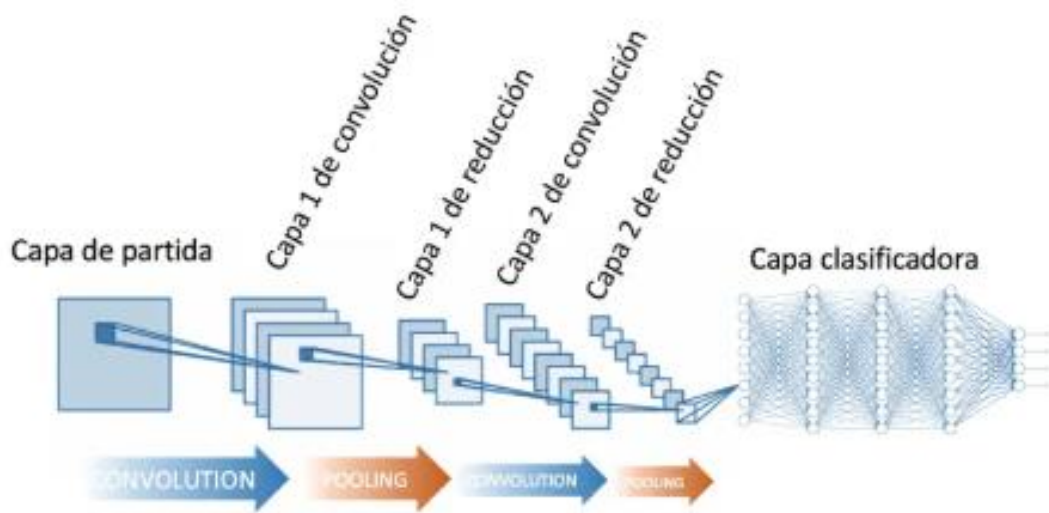 Capa de partida
Capa 1 de convolución
Capa 1 de reducción
Capa 2 de convolución
Capa 2 de reducción
Capa clasificadora
CONVOLUTION
POOLING
CONVOLUTION
POOLING